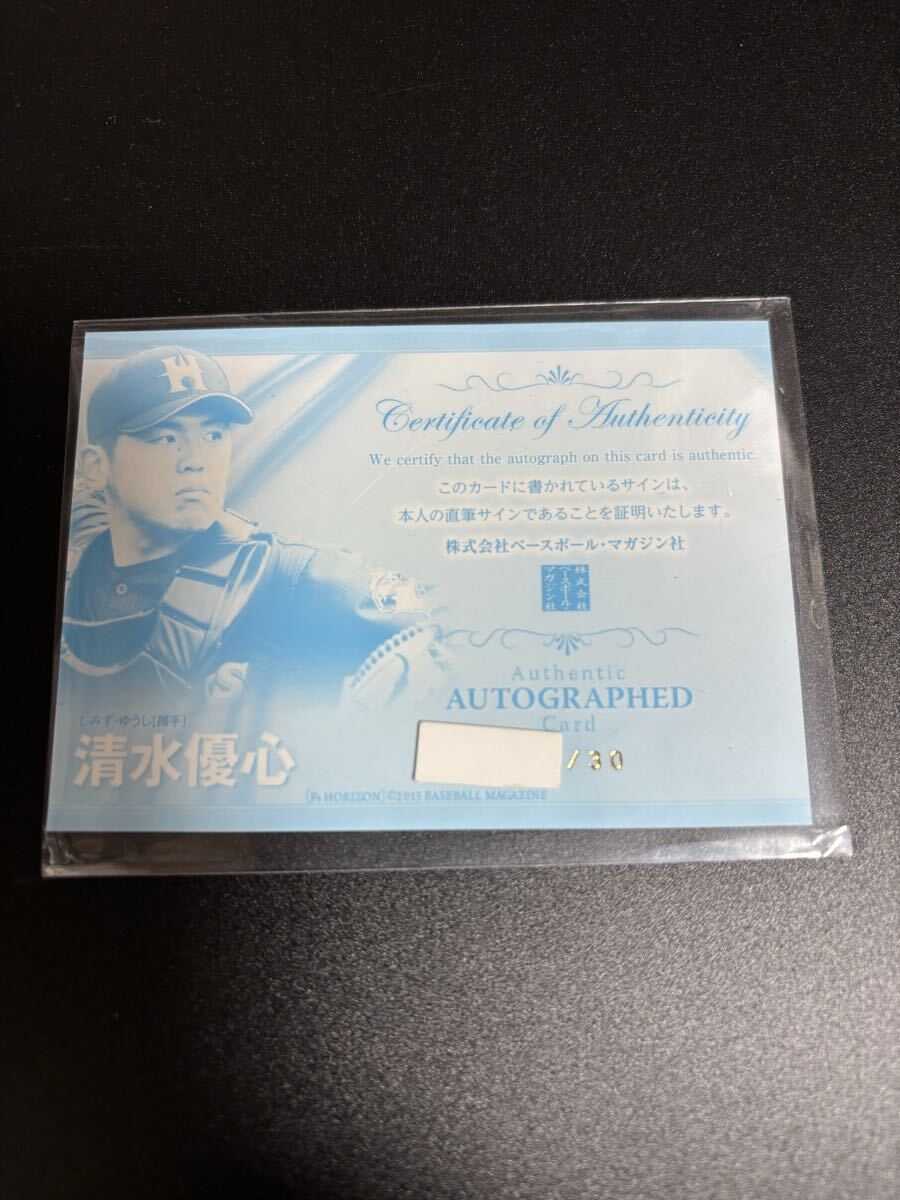 H
Certificate of Authenticity
We certify that the autograph on this card is authentic.
このカードに書かれているサインは、
本人の直筆サインであることを証明いたします。
株式会社ベースボール・マガジン社
株式会社
ベースボール・
マガジン社
Authentic
AUTOGRAPHED
Card
/30
しみず・ゆうし[捕手]
清水優心
[Fs HORIZON]©2015 BASEBALL MAGAZINE